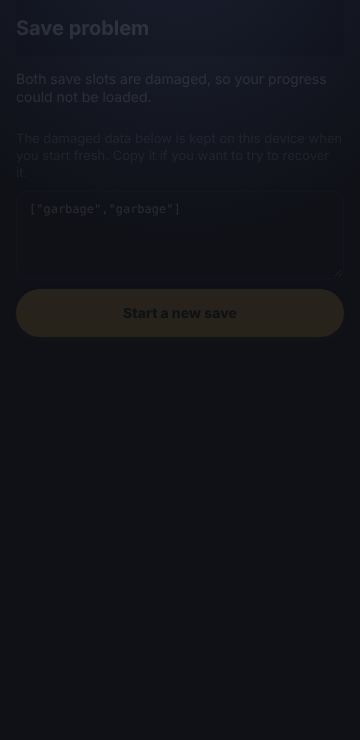 Save problem
Both save slots are damaged, so your progress
could not be loaded.
The damaged data below is kept on this device when
you start fresh. Copy it if you want to try to recover
it.
["garbage","garbage"]
Start a new save